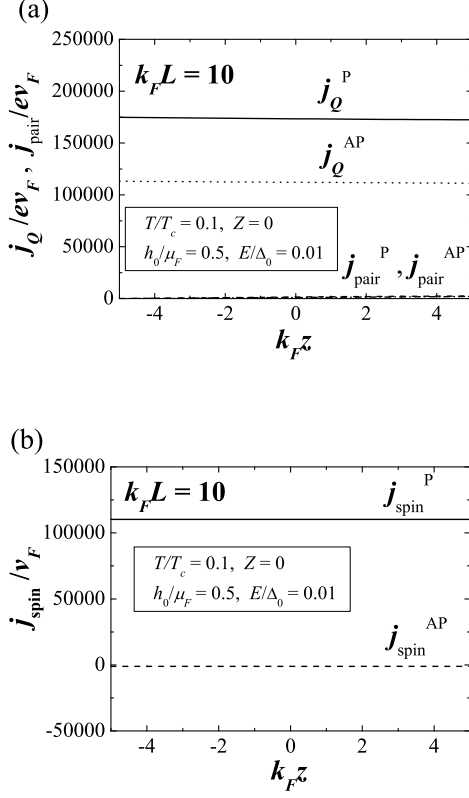 (a)
250000
200000
150000
100000
50000
0
j_Q/ev_F , j_pair/ev_F
k_F L = 10
j_Q^P
j_Q^AP
T/T_c = 0.1, Z = 0
h_0/μ_F = 0.5, E/Δ_0 = 0.01
j_pair^P , j_pair^AP
-4 -2 0 2 4
k_F z
(b)
150000
100000
50000
0
-50000
j_spin/v_F
k_F L = 10
j_spin^P
T/T_c = 0.1, Z = 0
h_0/μ_F = 0.5, E/Δ_0 = 0.01
j_spin^AP
-4 -2 0 2 4
k_F z